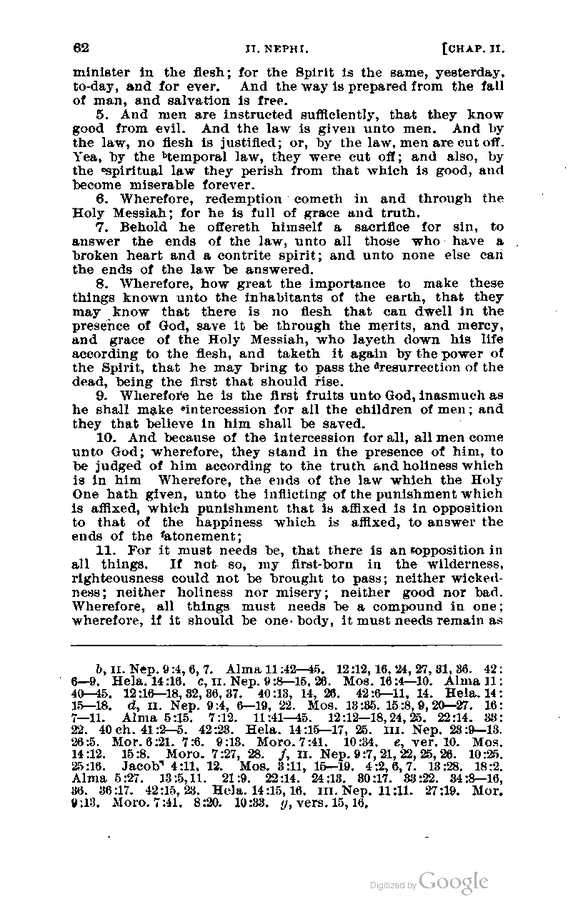 62 II. NEPHI. [CHAP. II.
minister in the flesh; for the Spirit is the same, yesterday,
to-day, and for ever. And the way is prepared from the fall
of man, and salvation is free.
5. And men are instructed sufficiently, that they know
good from evil. And the law is given unto men. And by
the law, no flesh is justified; or, by the law, men are cut off.
Yea, by the ᵇtemporal law, they were cut off; and also, by
the ᶜspiritual law they perish from that which is good, and
become miserable forever.
6. Wherefore, redemption cometh in and through the
Holy Messiah; for he is full of grace and truth.
7. Behold he offereth himself a sacrifice for sin, to
answer the ends of the law, unto all those who have a
broken heart and a contrite spirit; and unto none else can
the ends of the law be answered.
8. Wherefore, how great the importance to make these
things known unto the inhabitants of the earth, that they
may know that there is no flesh that can dwell in the
presence of God, save it be through the merits, and mercy,
and grace of the Holy Messiah, who layeth down his life
according to the flesh, and taketh it again by the power of
the Spirit, that he may bring to pass the ᵈresurrection of the
dead, being the first that should rise.
9. Wherefore he is the first fruits unto God, inasmuch as
he shall make ᵉintercession for all the children of men; and
they that believe in him shall be saved.
10. And because of the intercession for all, all men come
unto God; wherefore, they stand in the presence of him, to
be judged of him according to the truth and holiness which
is in him Wherefore, the ends of the law which the Holy
One hath given, unto the inflicting of the punishment which
is affixed, which punishment that is affixed is in opposition
to that of the happiness which is affixed, to answer the
ends of the ᶠatonement;
11. For it must needs be, that there is an ᵍopposition in
all things. If not so, my first-born in the wilderness,
righteousness could not be brought to pass; neither wicked-
ness; neither holiness nor misery; neither good nor bad.
Wherefore, all things must needs be a compound in one;
wherefore, if it should be one body, it must needs remain as
b, II. Nep. 9:4, 6, 7. Alma 11:42—45. 12:12, 16, 24, 27, 31, 36. 42:
6—9. Hela. 14:16. c, II. Nep. 9:8—15, 26. Mos. 16:4—10. Alma 11:
40—45. 12:16—18, 32, 36, 37. 40:13, 14, 26. 42:6—11, 14. Hela. 14:
15—18. d, II. Nep. 9:4, 6—19, 22. Mos. 13:35. 15:8, 9, 20—27. 16:
7—11. Alma 5:15. 7:12. 11:41—45. 12:12—18, 24, 25. 22:14. 33:
22. 40 ch. 41:2—5. 42:23. Hela. 14:15—17, 25. III. Nep. 23:9—13.
26:5. Mor. 6:21. 7:6. 9:13. Moro. 7:41. 10:34. e, ver. 10. Mos.
14:12. 15:8. Moro. 7:27, 28. f, II. Nep. 9:7, 21, 22, 25, 26. 10:25.
25:16. Jacob 4:11, 12. Mos. 3:11, 15—19. 4:2, 6, 7. 13:28. 18:2.
Alma 5:27. 13:5, 11. 21:9. 22:14. 24:13. 30:17. 33:22. 34:8—16,
36. 36:17. 42:15, 23. Hela. 14:15, 16. III. Nep. 11:11. 27:19. Mor.
9:13. Moro. 7:41. 8:20. 10:33. g, vers. 15, 16.
Digitized by Google